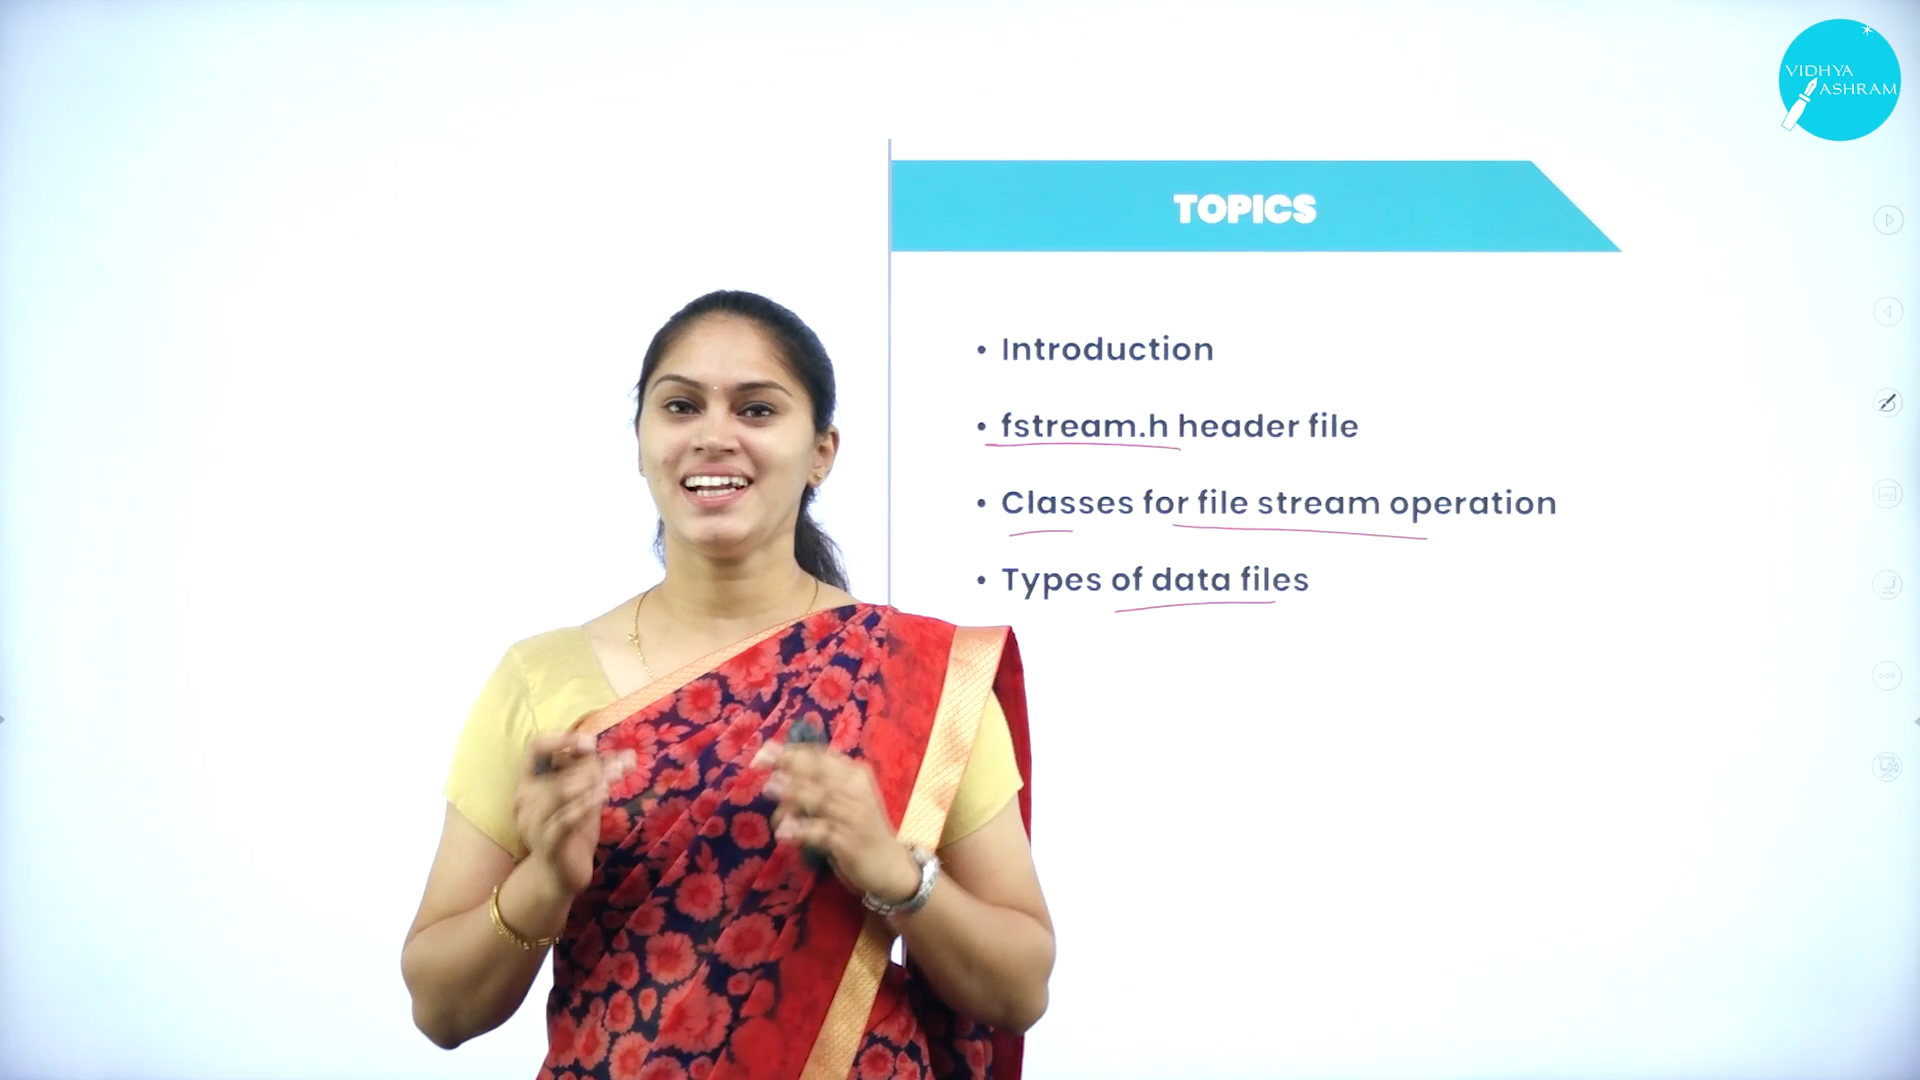 VIDHYA
ASHRAM
TOPICS
• Introduction
• fstream.h header file
• Classes for file stream operation
• Types of data files